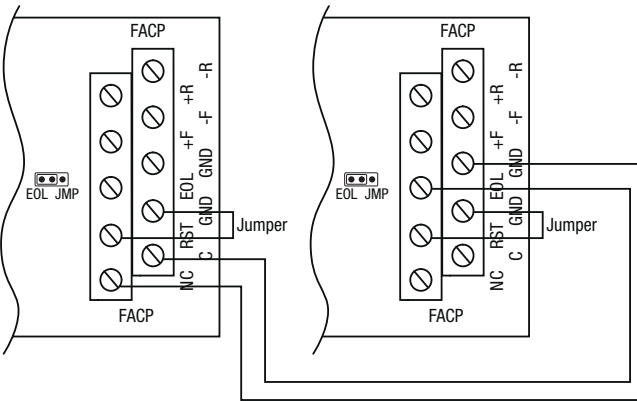 FACP
-R
+R
-F
+F
GND
EOL
GND
RST
C
NC
EOL JMP
Jumper
FACP
FACP
-R
+R
-F
+F
GND
EOL
GND
RST
C
NC
EOL JMP
Jumper
FACP